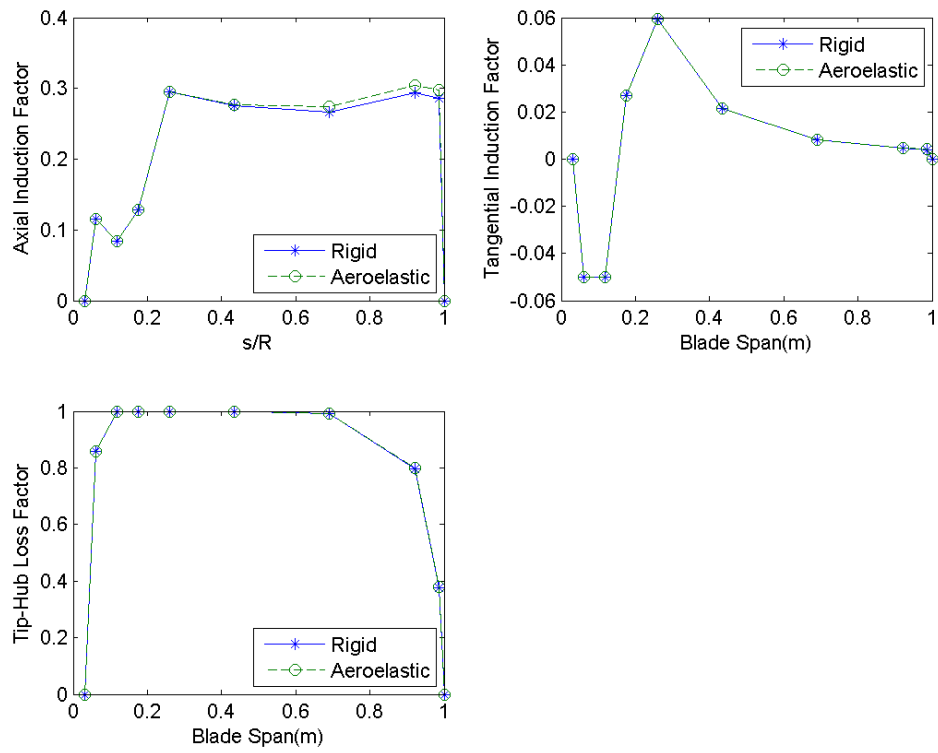 0.4
0.3
0.2
0.1
0
Axial Induction Factor
0 0.2 0.4 0.6 0.8 1
s/R
Rigid
Aeroelastic
0.06
0.04
0.02
0
-0.02
-0.04
-0.06
Tangential Induction Factor
0 0.2 0.4 0.6 0.8 1
Blade Span(m)
Rigid
Aeroelastic
1
0.8
0.6
0.4
0.2
0
Tip-Hub Loss Factor
0 0.2 0.4 0.6 0.8 1
Blade Span(m)
Rigid
Aeroelastic